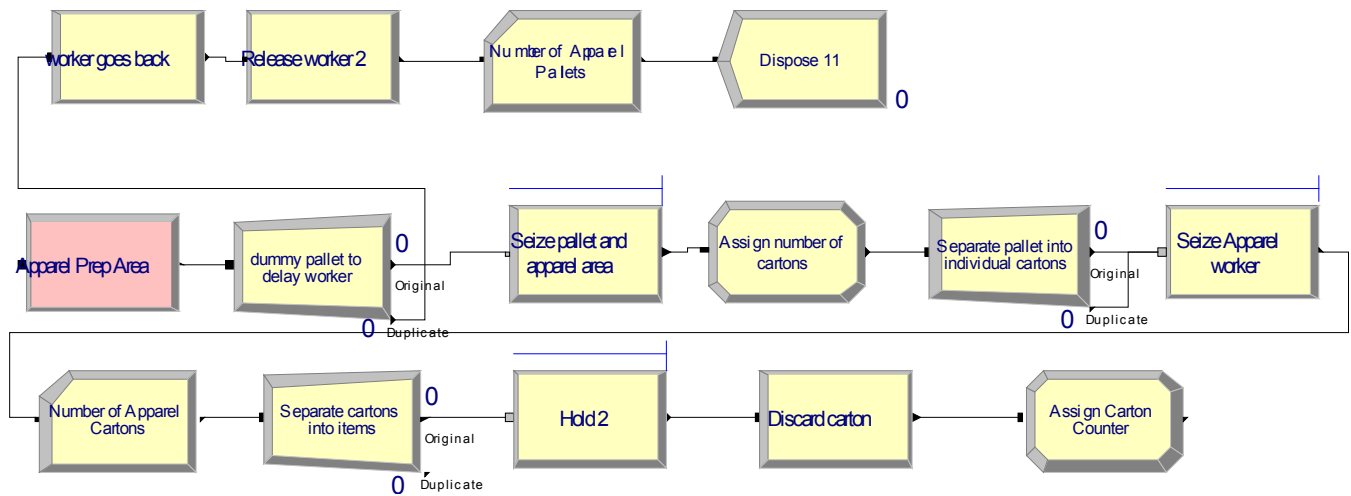 worker goes back
Release worker 2
Number of Apparel
Pallets
Dispose 11
0
Apparel Prep Area
dummy pallet to
delay worker
0
Original
0
Duplicate
Seize pallet and
apparel area
Assign number of
cartons
Separate pallet into
individual cartons
0
Original
0
Duplicate
Seize Apparel
worker
Number of Apparel
Cartons
Separate cartons
into items
0
Original
0
Duplicate
Hold 2
Discard carton
Assign Carton
Counter